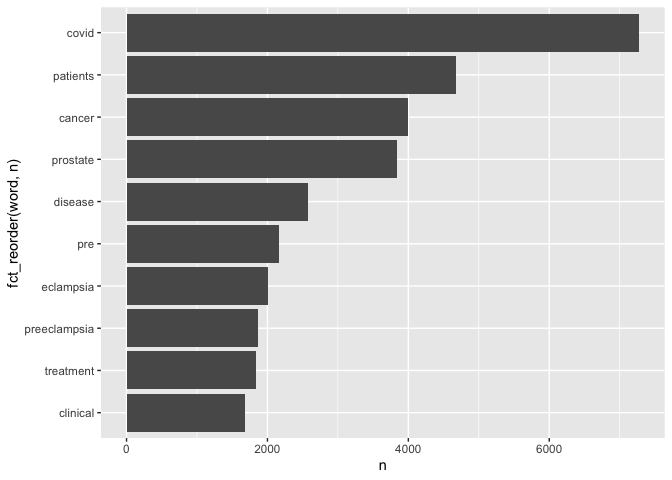 covid
patients
cancer
prostate
disease
pre
eclampsia
preeclampsia
treatment
clinical
fct_reorder(word, n)
0 2000 4000 6000
n